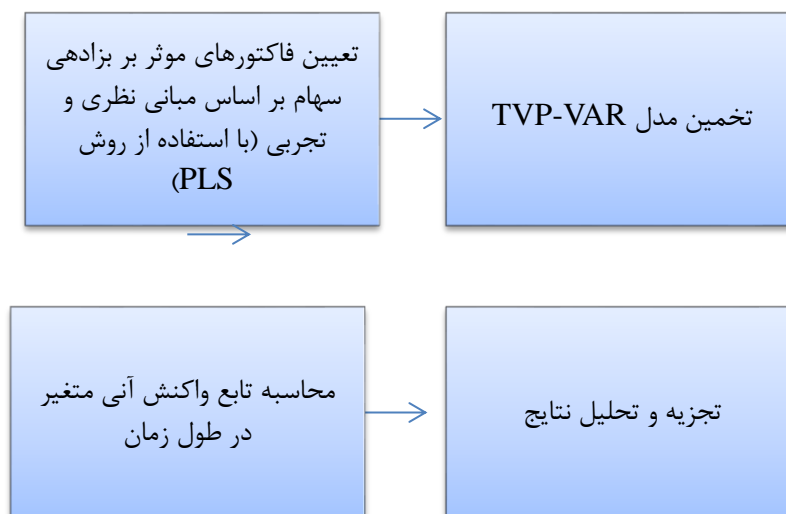 تعیین فاکتورهای موثر بر بزادهی
سهام بر اساس مبانی نظری و
تجربی (با استفاده از روش
PLS)
تخمین مدل TVP-VAR
محاسبه تابع واکنش آنی متغیر
در طول زمان
تجزیه و تحلیل نتایج